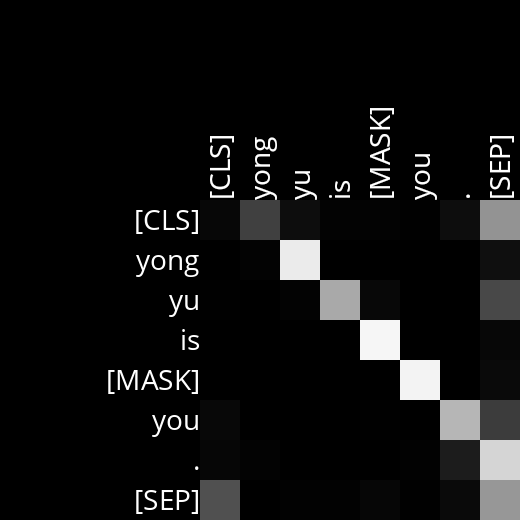 [CLS] yong yu is [MASK] you . [SEP]
[CLS]
yong
yu
is
[MASK]
you
.
[SEP]